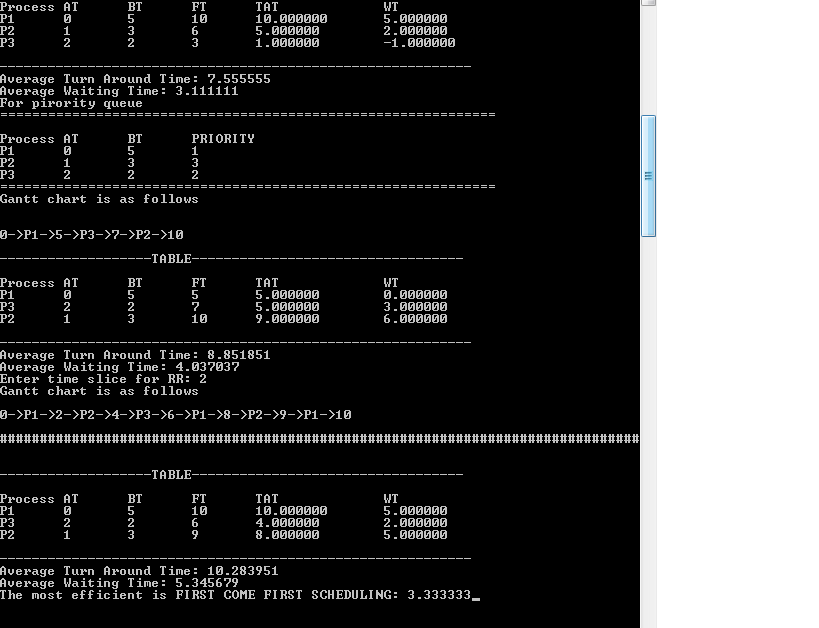 Process AT BT FT TAT WT
P1 0 5 10 10.000000 5.000000
P2 1 3 6 5.000000 2.000000
P3 2 2 3 1.000000 -1.000000
-----------------------------------------------------------
Average Turn Around Time: 7.555555
Average Waiting Time: 3.111111
For pirority queue
==============================================================
Process AT BT PRIORITY
P1 0 5 1
P2 1 3 3
P3 2 2 2
==============================================================
Gantt chart is as follows
0->P1->5->P3->7->P2->10
-------------------TABLE----------------------------------
Process AT BT FT TAT WT
P1 0 5 5 5.000000 0.000000
P3 2 2 7 5.000000 3.000000
P2 1 3 10 9.000000 6.000000
-----------------------------------------------------------
Average Turn Around Time: 8.851851
Average Waiting Time: 4.037037
Enter time slice for RR: 2
Gantt chart is as follows
0->P1->2->P2->4->P3->6->P1->8->P2->9->P1->10
################################################################################
-------------------TABLE----------------------------------
Process AT BT FT TAT WT
P1 0 5 10 10.000000 5.000000
P3 2 2 6 4.000000 2.000000
P2 1 3 9 8.000000 5.000000
-----------------------------------------------------------
Average Turn Around Time: 10.283951
Average Waiting Time: 5.345679
The most efficient is FIRST COME FIRST SCHEDULING: 3.333333_